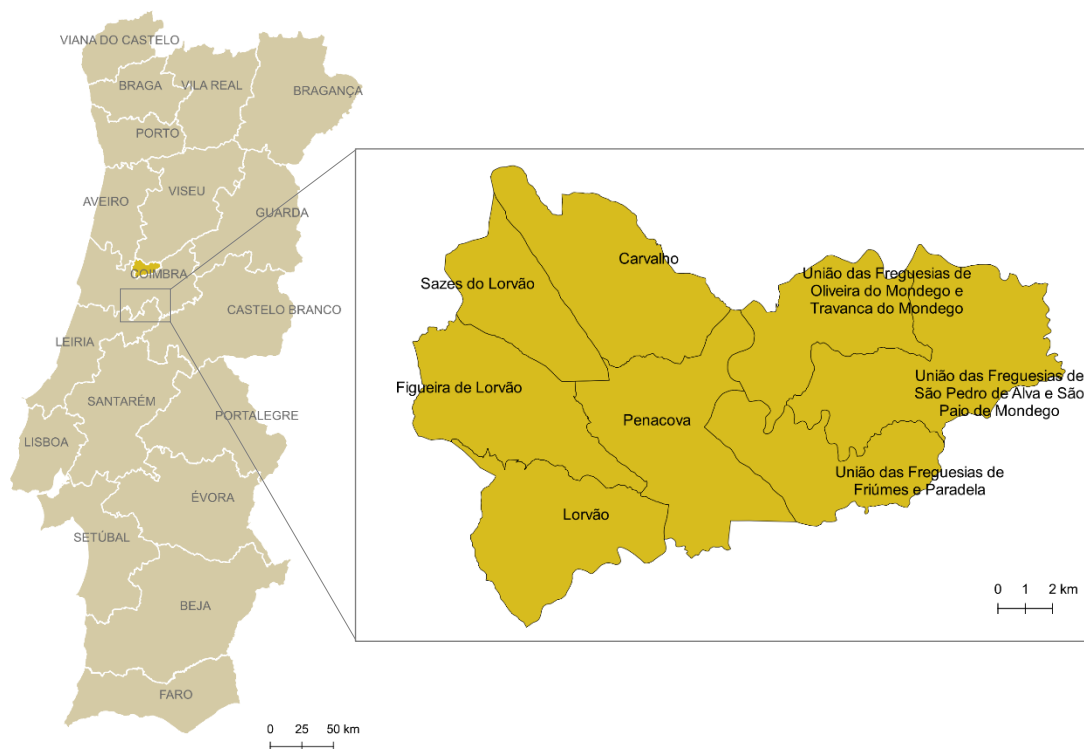 VIANA DO CASTELO
BRAGA
VILA REAL
BRAGANÇA
PORTO
AVEIRO
VISEU
GUARDA
COIMBRA
CASTELO BRANCO
LEIRIA
SANTARÉM
PORTALEGRE
LISBOA
ÉVORA
SETÚBAL
BEJA
FARO
0 25 50 km
Carvalho
Sazes do Lorvão
União das Freguesias de
Oliveira do Mondego e
Travanca do Mondego
Figueira de Lorvão
Penacova
União das Freguesias de
São Pedro de Alva e São
Paio de Mondego
União das Freguesias de
Friúmes e Paradela
Lorvão
0 1 2 km